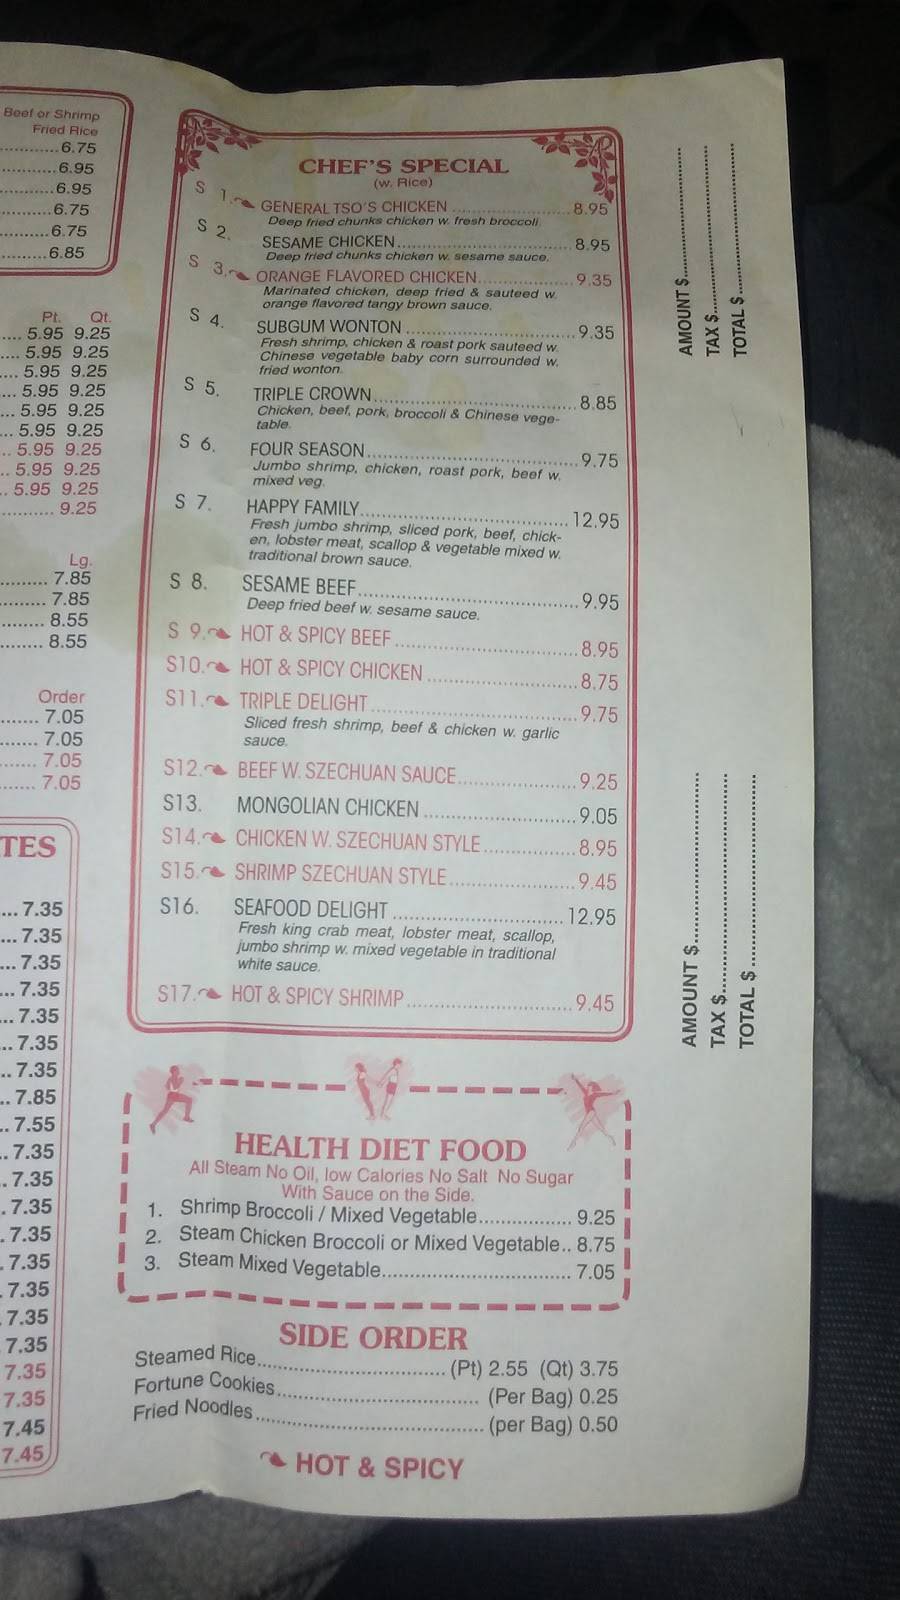 Beef or Shrimp
Fried Rice
............6.75
............6.95
............6.95
............6.75
............6.75
............6.85
Pt. Qt.
.... 5.95 9.25
.... 5.95 9.25
.... 5.95 9.25
.... 5.95 9.25
... 5.95 9.25
... 5.95 9.25
.. 5.95 9.25
.. 5.95 9.25
.. 5.95 9.25
............ 9.25
Lg.
.......... 7.85
.......... 7.85
......... 8.55
......... 8.55
Order
........ 7.05
........ 7.05
....... 7.05
....... 7.05
TES
... 7.35
... 7.35
... 7.35
... 7.35
... 7.35
.. 7.35
.. 7.35
.. 7.85
.. 7.55
.. 7.35
.. 7.35
. 7.35
. 7.35
. 7.35
. 7.35
. 7.35
7.35
7.35
7.35
7.45
7.45
CHEF'S SPECIAL
(w. Rice)
S 1. GENERAL TSO'S CHICKEN ........................ 8.95
Deep fried chunks chicken w. fresh broccoli.
S 2. SESAME CHICKEN.................................. 8.95
Deep fried chunks chicken w. sesame sauce.
S 3. ORANGE FLAVORED CHICKEN.................. 9.35
Marinated chicken, deep fried & sauteed w.
orange flavored tangy brown sauce.
S 4. SUBGUM WONTON ................................. 9.35
Fresh shrimp, chicken & roast pork sauteed w.
Chinese vegetable baby corn surrounded w.
fried wonton.
S 5. TRIPLE CROWN....................................... 8.85
Chicken, beef, pork, broccoli & Chinese vege-
table.
S 6. FOUR SEASON........................................ 9.75
Jumbo shrimp, chicken, roast pork, beef w.
mixed veg.
S 7. HAPPY FAMILY........................................ 12.95
Fresh jumbo shrimp, sliced pork, beef, chick-
en, lobster meat, scallop & vegetable mixed w.
traditional brown sauce.
S 8. SESAME BEEF.......................................... 9.95
Deep fried beef w. sesame sauce.
S 9. HOT & SPICY BEEF .................................. 8.95
S10. HOT & SPICY CHICKEN ............................ 8.75
S11. TRIPLE DELIGHT ....................................... 9.75
Sliced fresh shrimp, beef & chicken w. garlic
sauce.
S12. BEEF W. SZECHUAN SAUCE...................... 9.25
S13. MONGOLIAN CHICKEN ............................ 9.05
S14. CHICKEN W. SZECHUAN STYLE................. 8.95
S15. SHRIMP SZECHUAN STYLE....................... 9.45
S16. SEAFOOD DELIGHT ................................ 12.95
Fresh king crab meat, lobster meat, scallop,
jumbo shrimp w. mixed vegetable in traditional
white sauce.
S17. HOT & SPICY SHRIMP............................... 9.45
HEALTH DIET FOOD
All Steam No Oil, low Calories No Salt No Sugar
With Sauce on the Side.
1. Shrimp Broccoli / Mixed Vegetable................. 9.25
2. Steam Chicken Broccoli or Mixed Vegetable.. 8.75
3. Steam Mixed Vegetable.................................. 7.05
SIDE ORDER
Steamed Rice.................................. (Pt) 2.55 (Qt) 3.75
Fortune Cookies.................................... (Per Bag) 0.25
Fried Noodles........................................ (per Bag) 0.50
HOT & SPICY
AMOUNT $....................
TAX $....................
TOTAL $....................
AMOUNT $....................
TAX $....................
TOTAL $....................